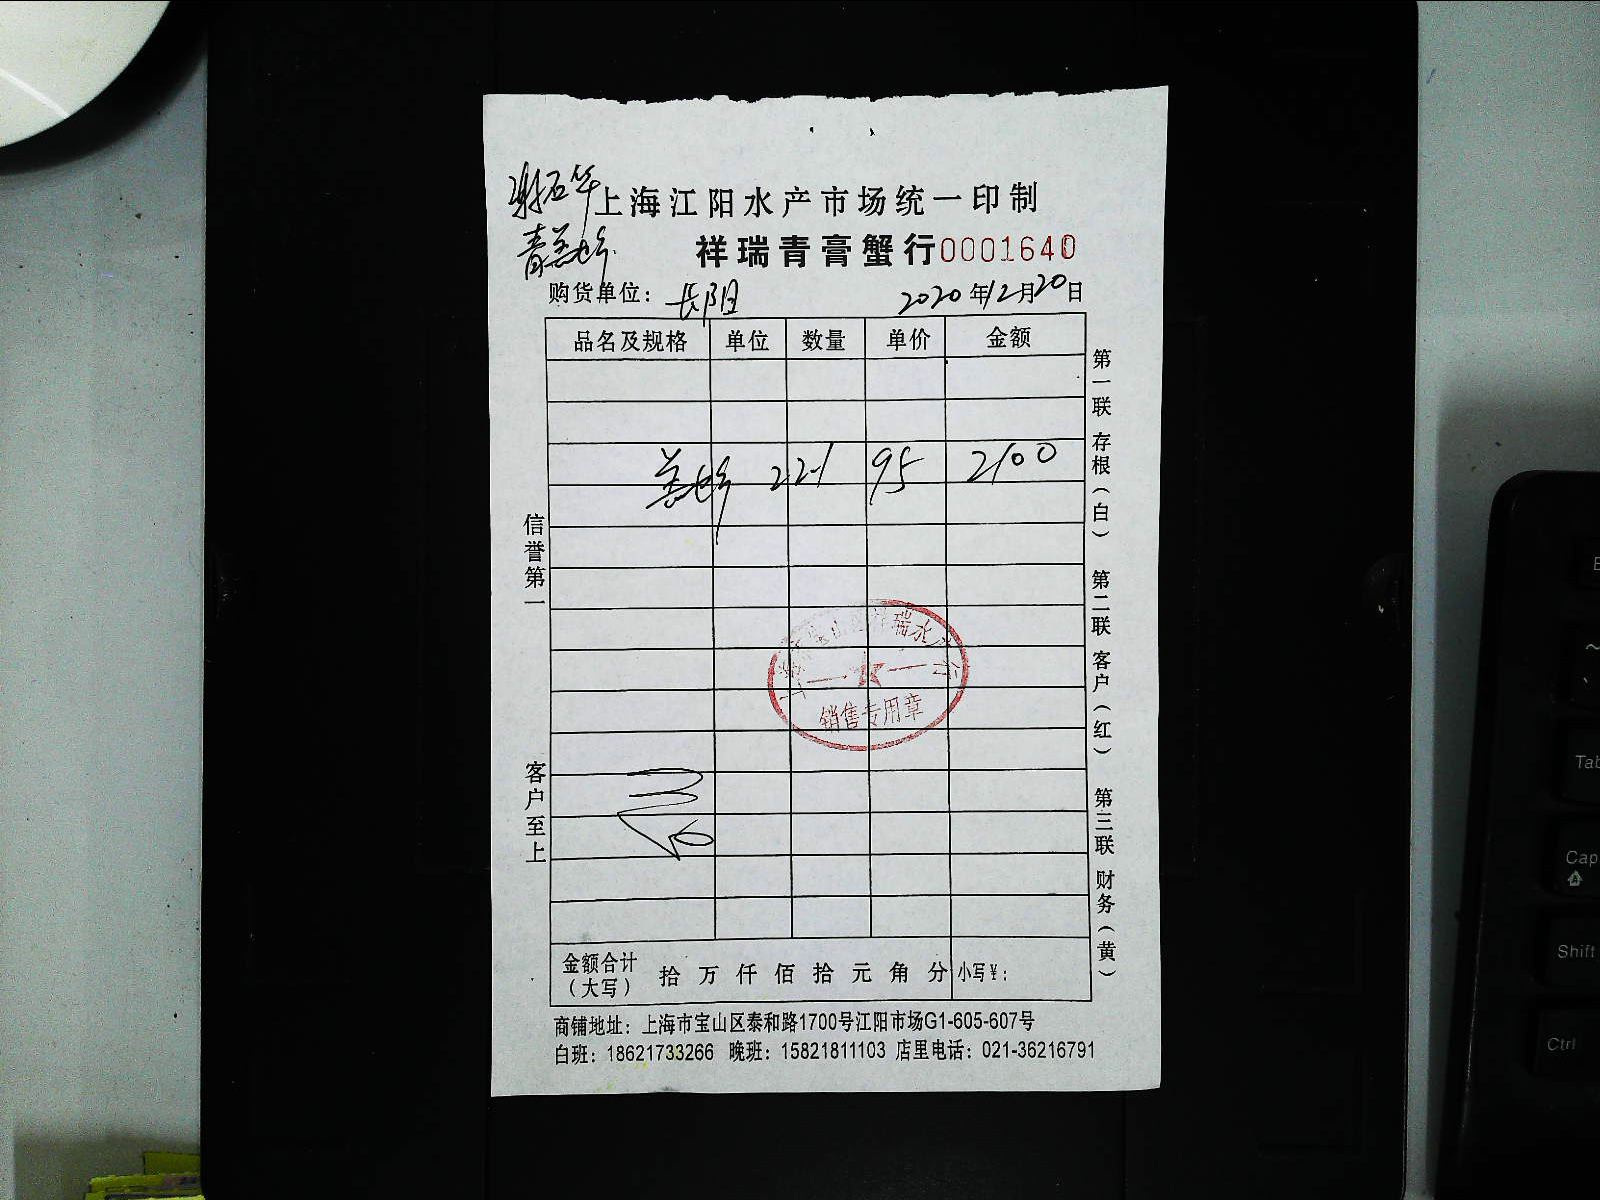 上海江阳水产市场统一印制
祥瑞青膏蟹行0001640
购货单位：长阳 2020年12月20日
品名及规格 单位 数量 单价 金额
22-1 95 2100
信誉第一
客户至上
第一联 存根（白） 第二联 客户（红） 第三联 财务（黄）
销售专用章
金额合计（大写） 拾 万 仟 佰 拾 元 角 分 小写¥：
商铺地址：上海市宝山区泰和路1700号江阳市场G1-605-607号
白班：18621733266 晚班：15821811103 店里电话：021-36216791
Shift
Ctrl